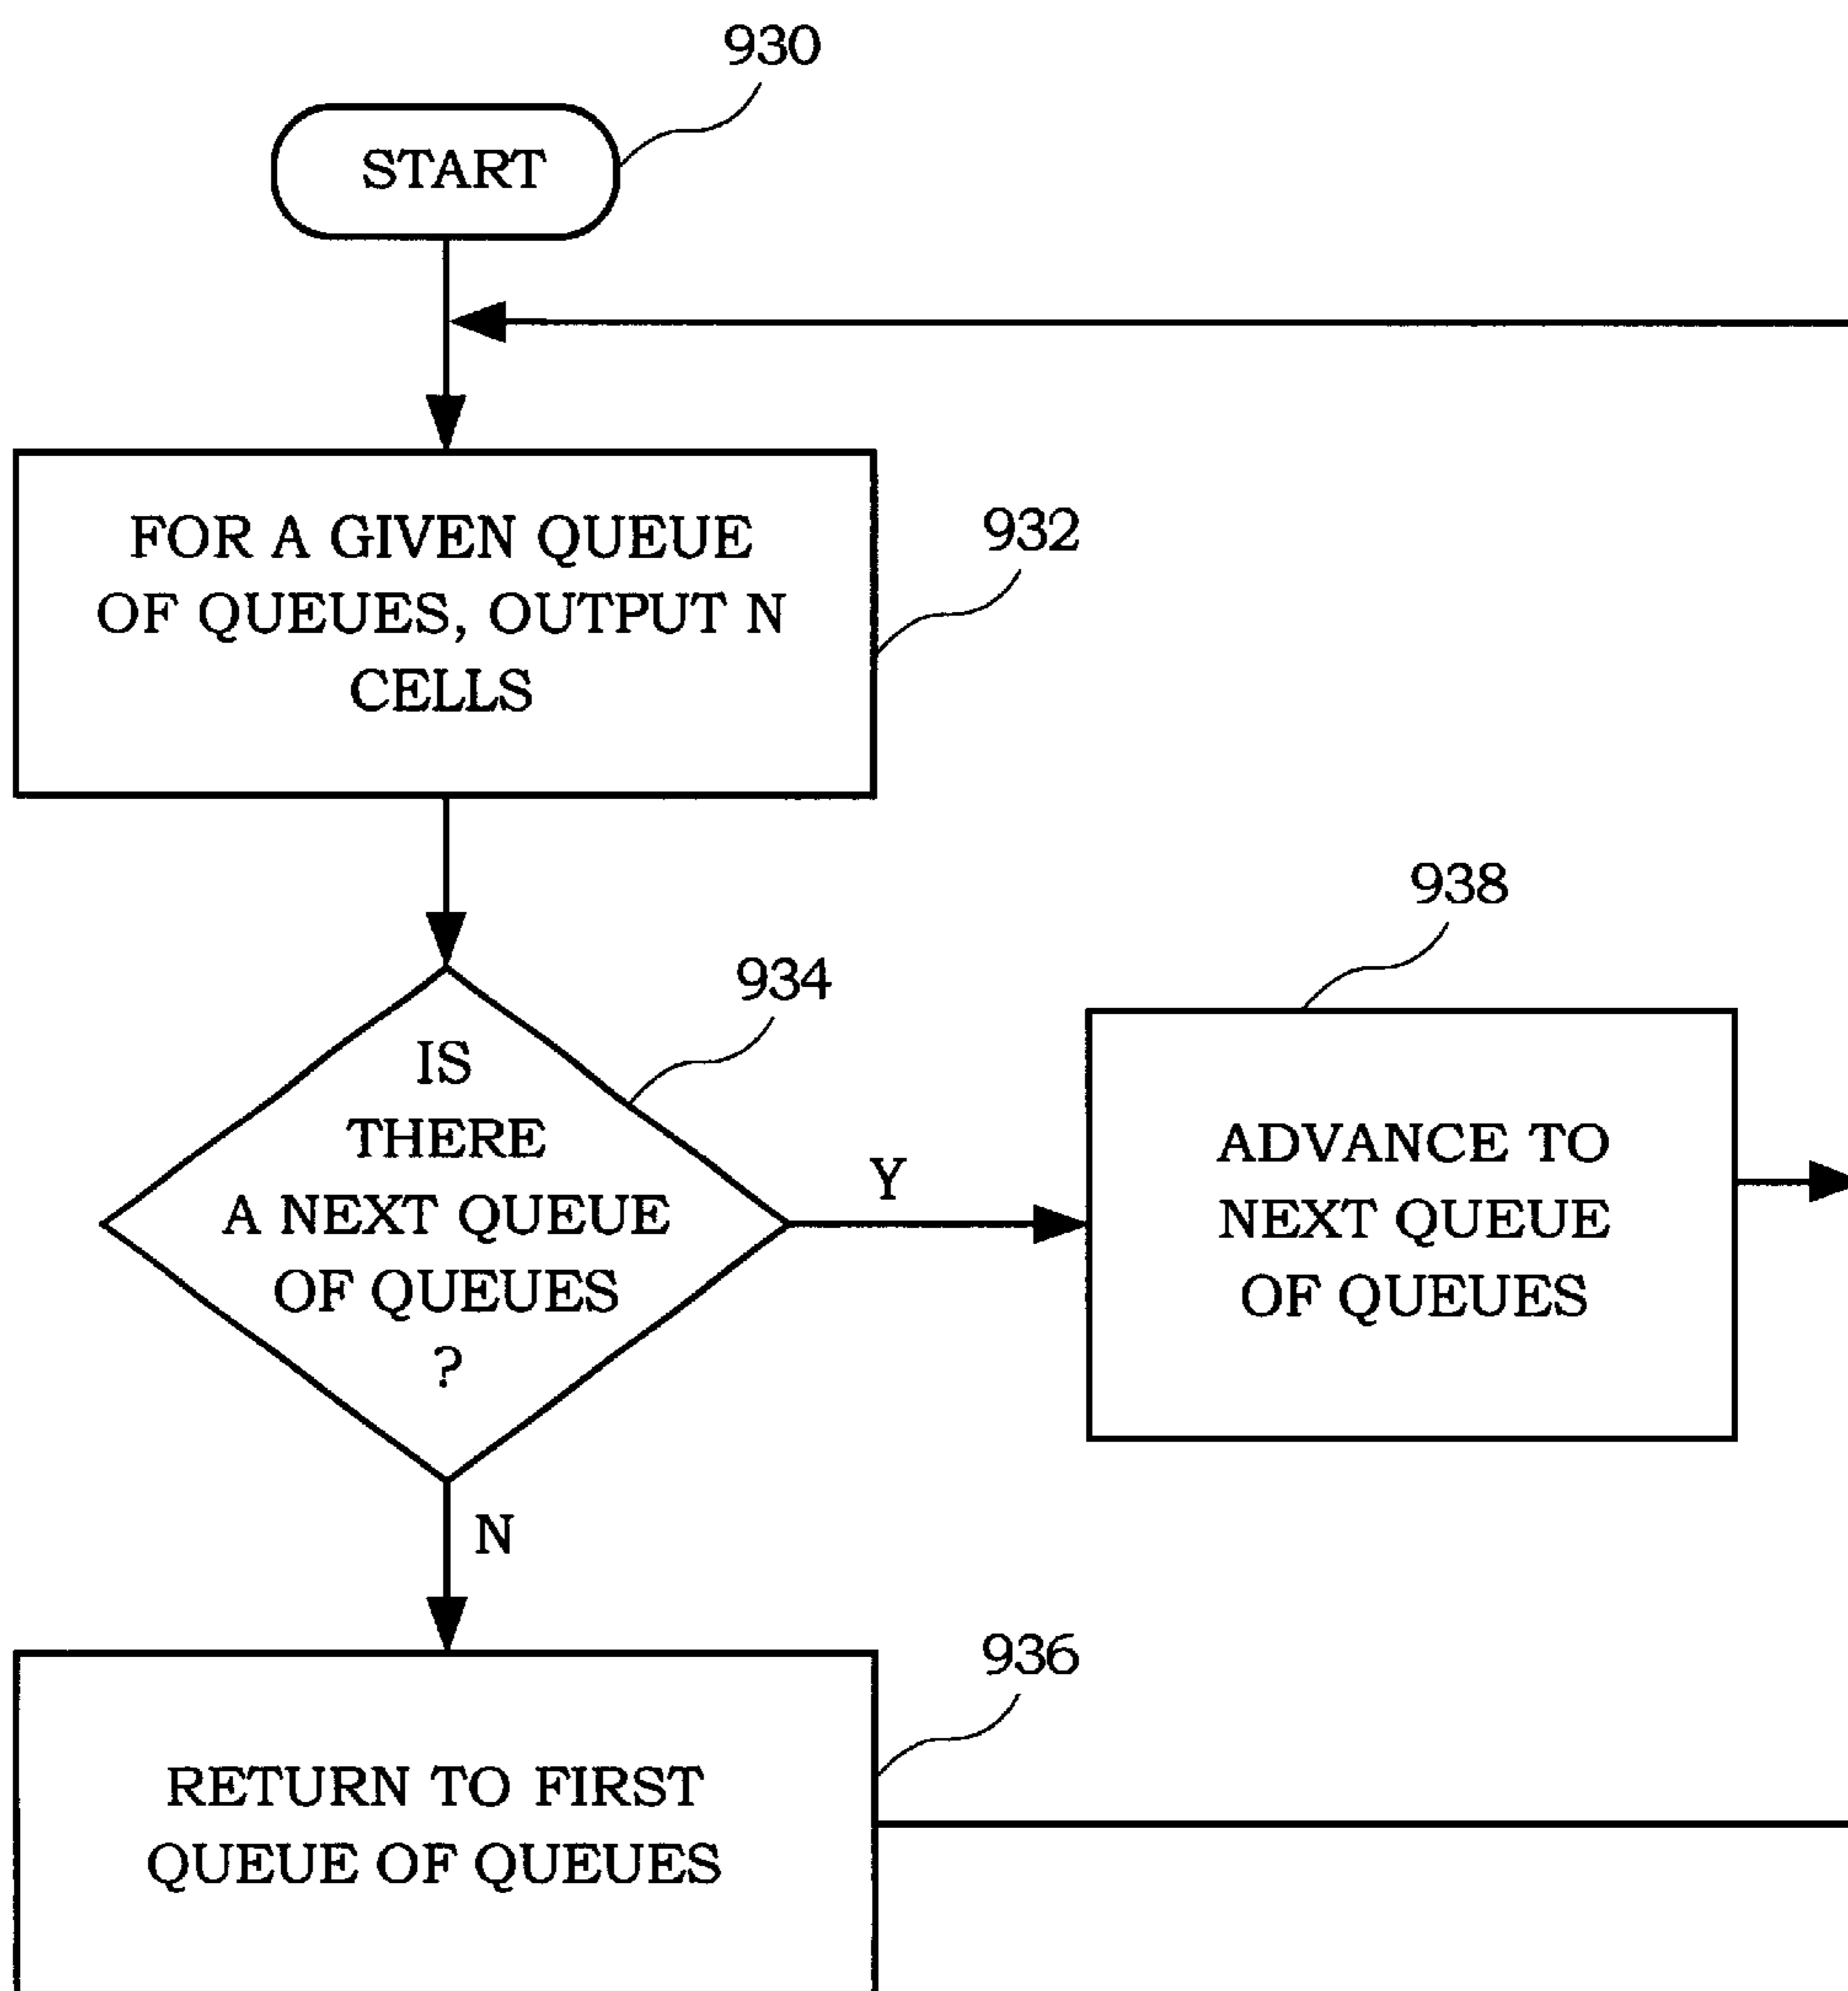 930
START
FOR A GIVEN QUEUE
OF QUEUES, OUTPUT N
CELLS
932
934
IS
THERE
A NEXT QUEUE
OF QUEUES
?
Y
938
ADVANCE TO
NEXT QUEUE
OF QUEUES
N
936
RETURN TO FIRST
QUEUE OF QUEUES